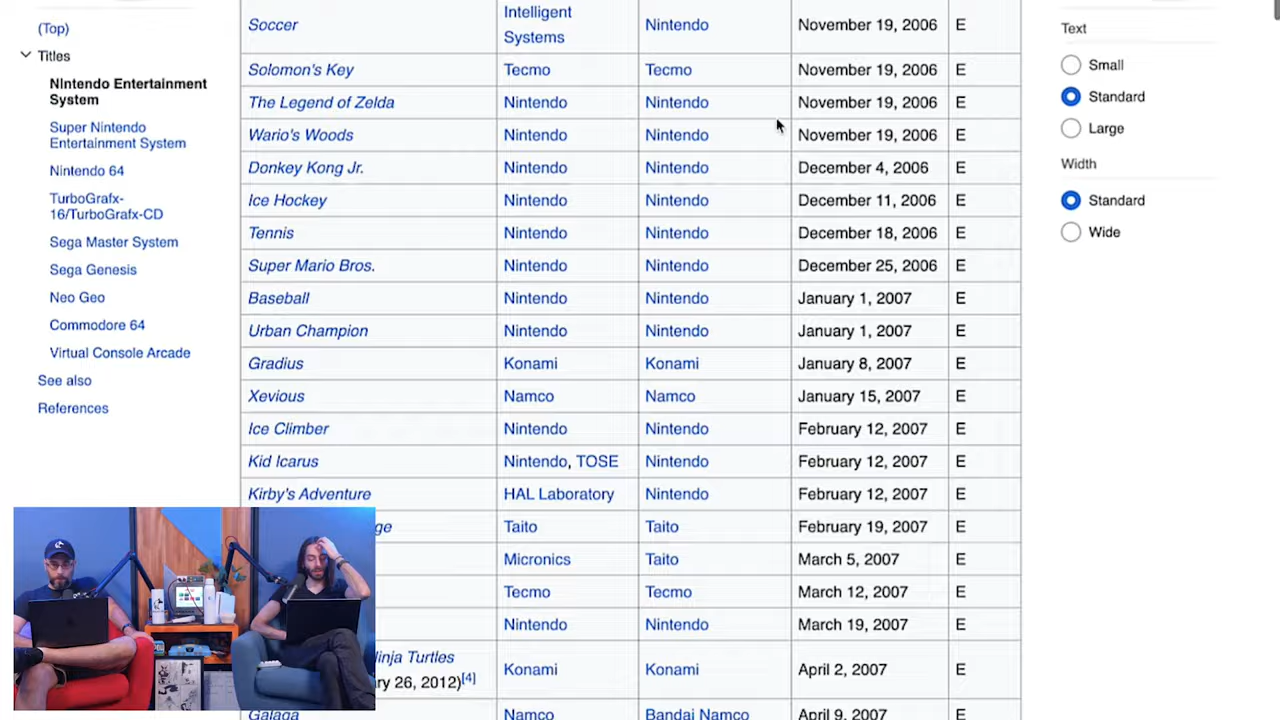 (Top)
Titles
NIntendo Entertainment
System
Super Nintendo
Entertainment System
Nintendo 64
TurboGrafx-
16/TurboGrafx-CD
Sega Master System
Sega Genesis
Neo Geo
Commodore 64
Virtual Console Arcade
See also
References
Soccer Intelligent Systems Nintendo November 19, 2006 E
Solomon's Key Tecmo Tecmo November 19, 2006 E
The Legend of Zelda Nintendo Nintendo November 19, 2006 E
Wario's Woods Nintendo Nintendo November 19, 2006 E
Donkey Kong Jr. Nintendo Nintendo December 4, 2006 E
Ice Hockey Nintendo Nintendo December 11, 2006 E
Tennis Nintendo Nintendo December 18, 2006 E
Super Mario Bros. Nintendo Nintendo December 25, 2006 E
Baseball Nintendo Nintendo January 1, 2007 E
Urban Champion Nintendo Nintendo January 1, 2007 E
Gradius Konami Konami January 8, 2007 E
Xevious Namco Namco January 15, 2007 E
Ice Climber Nintendo Nintendo February 12, 2007 E
Kid Icarus Nintendo, TOSE Nintendo February 12, 2007 E
Kirby's Adventure HAL Laboratory Nintendo February 12, 2007 E
ge Taito Taito February 19, 2007 E
Micronics Taito March 5, 2007 E
Tecmo Tecmo March 12, 2007 E
Nintendo Nintendo March 19, 2007 E
inja Turtles
ry 26, 2012)[4] Konami Konami April 2, 2007 E
Galaga Namco Bandai Namco April 9, 2007 E
Text
Small
Standard
Large
Width
Standard
Wide